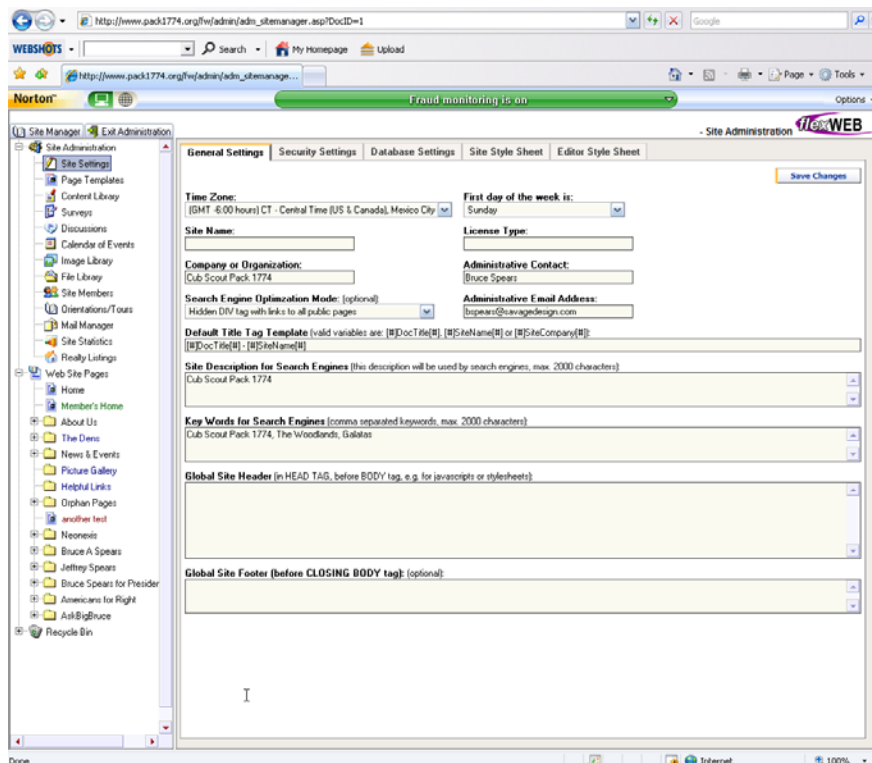 http://www.pack1774.org/fw/admin/adm_sitemanager.asp?DocID=1
Google
WEBSHOTS
Search
My Homepage
Upload
http://www.pack1774.org/fw/admin/adm_sitemanage...
Page
Tools
Norton
Fraud monitoring is on
Options
Site Manager
Exit Administration
- Site Administration
flexWEB
Site Administration
Site Settings
Page Templates
Content Library
Surveys
Discussions
Calendar of Events
Image Library
File Library
Site Members
Orientations/Tours
Mail Manager
Site Statistics
Realty Listings
Web Site Pages
Home
Member's Home
About Us
The Dens
News & Events
Picture Gallery
Helpful Links
Orphan Pages
another test
Neonexis
Bruce A Spears
Jeffrey Spears
Bruce Spears for Presider
Americans for Right
AskBigBruce
Recycle Bin
General Settings Security Settings Database Settings Site Style Sheet Editor Style Sheet
Save Changes
Time Zone: First day of the week is:
(GMT -6:00 hours) CT - Central Time (US & Canada), Mexico City Sunday
Site Name: License Type:
Company or Organization: Administrative Contact:
Cub Scout Pack 1774 Bruce Spears
Search Engine Optimzation Mode: (optional) Administrative Email Address:
Hidden DIV tag with links to all public pages bspears@savagedesign.com
Default Title Tag Template (valid variables are: [#]DocTitle[#], [#]SiteName[#] or [#]SiteCompany[#]):
[#]DocTitle[#] - [#]SiteName[#]
Site Description for Search Engines (this description will be used by search engines, max. 2000 characters):
Cub Scout Pack 1774
Key Words for Search Engines (comma separated keywords, max. 2000 characters):
Cub Scout Pack 1774, The Woodlands, Galatas
Global Site Header (in HEAD TAG, before BODY tag, e.g. for javascripts or stylesheets):
Global Site Footer (before CLOSING BODY tag): (optional):
Done
Internet
100%